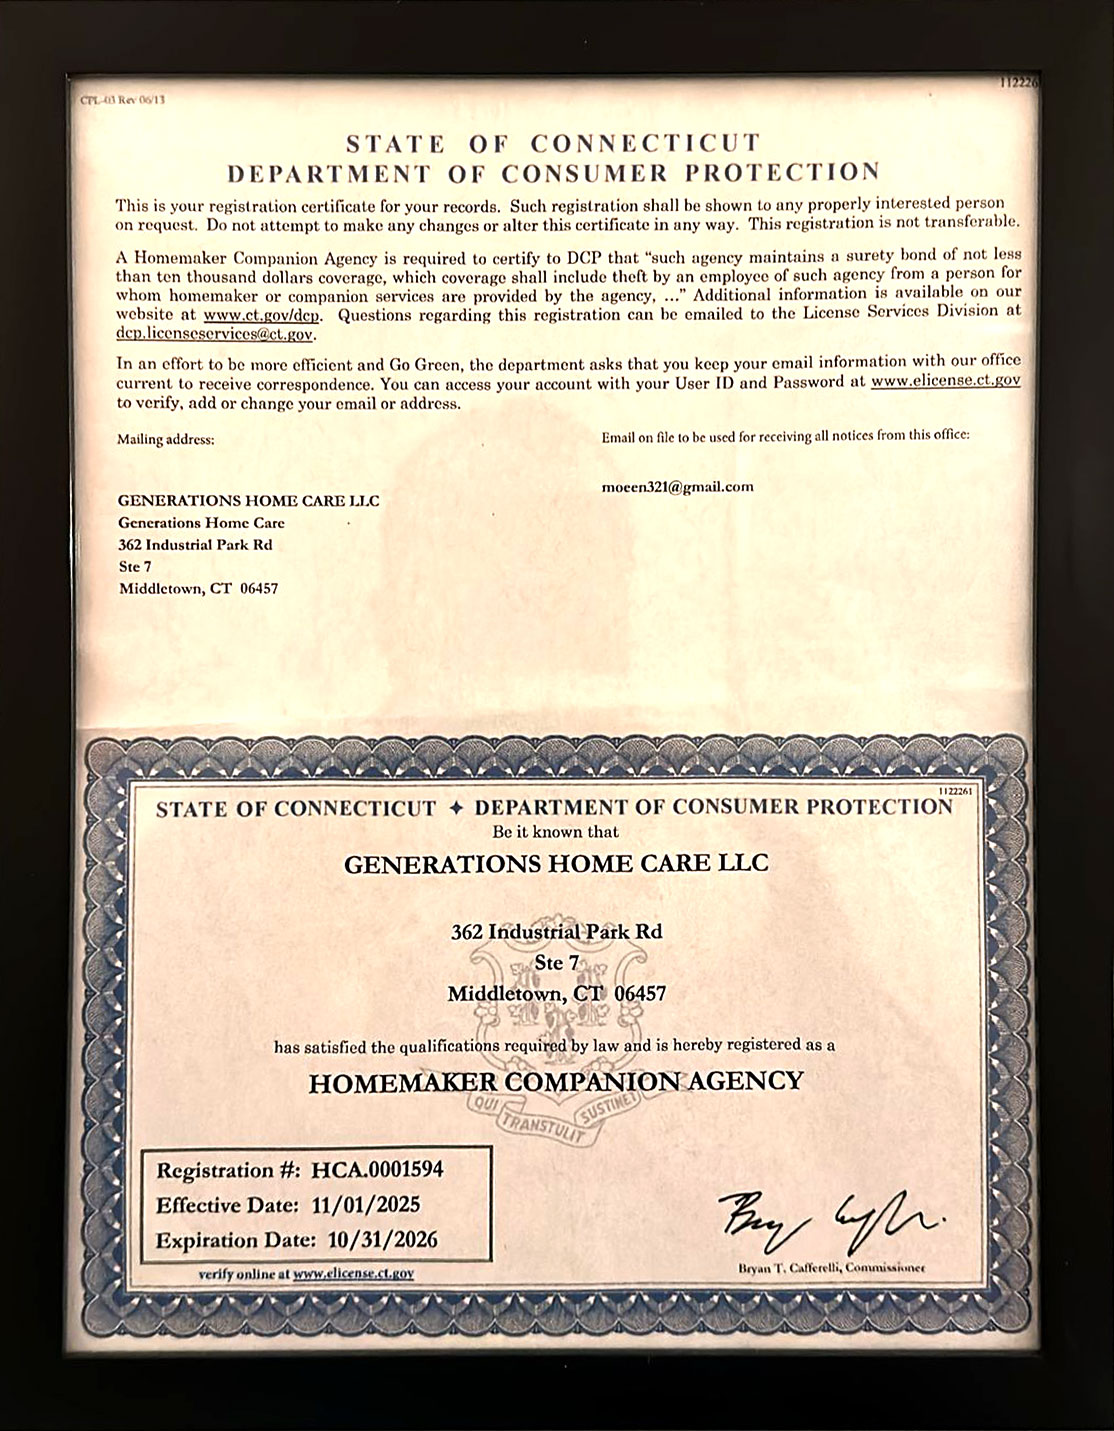 CPL-03 Rev 06/13
112226
STATE OF CONNECTICUT
DEPARTMENT OF CONSUMER PROTECTION
This is your registration certificate for your records. Such registration shall be shown to any properly interested person
on request. Do not attempt to make any changes or alter this certificate in any way. This registration is not transferable.
A Homemaker Companion Agency is required to certify to DCP that “such agency maintains a surety bond of not less
than ten thousand dollars coverage, which coverage shall include theft by an employee of such agency from a person for
whom homemaker or companion services are provided by the agency, ...” Additional information is available on our
website at www.ct.gov/dcp. Questions regarding this registration can be emailed to the License Services Division at
dcp.licenseservices@ct.gov.
In an effort to be more efficient and Go Green, the department asks that you keep your email information with our office
current to receive correspondence. You can access your account with your User ID and Password at www.elicense.ct.gov
to verify, add or change your email or address.
Mailing address:
Email on file to be used for receiving all notices from this office:
moeen321@gmail.com
GENERATIONS HOME CARE LLC
Generations Home Care
362 Industrial Park Rd
Ste 7
Middletown, CT 06457
1122261
STATE OF CONNECTICUT ✦ DEPARTMENT OF CONSUMER PROTECTION
Be it known that
GENERATIONS HOME CARE LLC
362 Industrial Park Rd
Ste 7
Middletown, CT 06457
has satisfied the qualifications required by law and is hereby registered as a
HOMEMAKER COMPANION AGENCY
QUI TRANSTULIT SUSTINET
Registration #: HCA.0001594
Effective Date: 11/01/2025
Expiration Date: 10/31/2026
verify online at www.elicense.ct.gov
Bryan T. Cafferelli, Commissioner